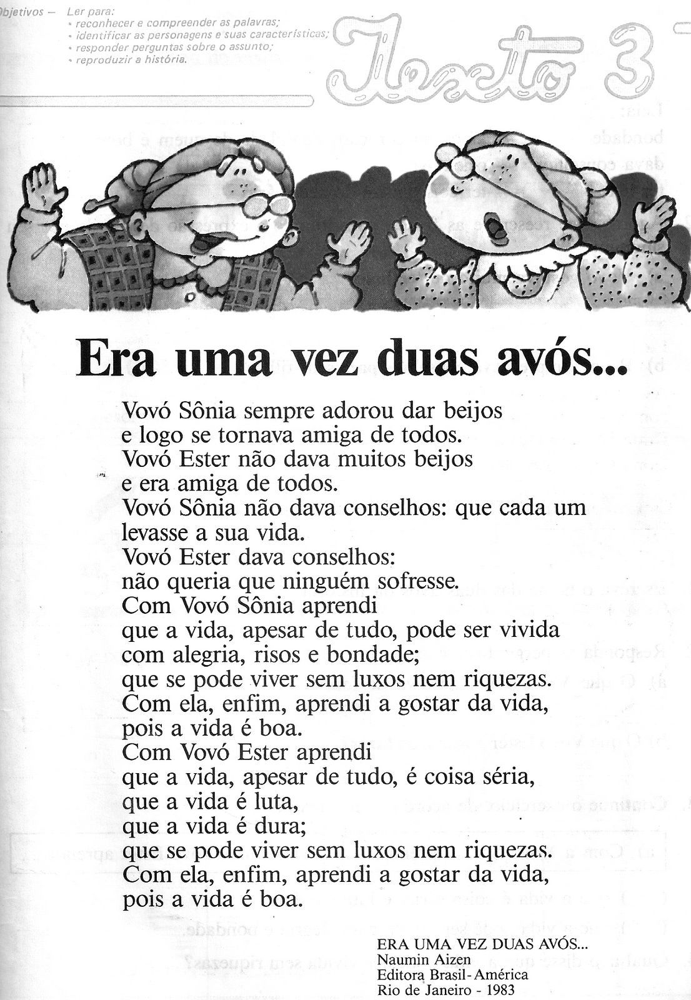 Objetivos — Ler para:
• reconhecer e compreender as palavras;
• identificar as personagens e suas características;
• responder perguntas sobre o assunto;
• reproduzir a história.
Texto 3
Era uma vez duas avós...
Vovó Sônia sempre adorou dar beijos
e logo se tornava amiga de todos.
Vovó Ester não dava muitos beijos
e era amiga de todos.
Vovó Sônia não dava conselhos: que cada um
levasse a sua vida.
Vovó Ester dava conselhos:
não queria que ninguém sofresse.
Com Vovó Sônia aprendi
que a vida, apesar de tudo, pode ser vivida
com alegria, risos e bondade;
que se pode viver sem luxos nem riquezas.
Com ela, enfim, aprendi a gostar da vida,
pois a vida é boa.
Com Vovó Ester aprendi
que a vida, apesar de tudo, é coisa séria,
que a vida é luta,
que a vida é dura;
que se pode viver sem luxos nem riquezas.
Com ela, enfim, aprendi a gostar da vida,
pois a vida é boa.
ERA UMA VEZ DUAS AVÓS...
Naumin Aizen
Editora Brasil-América
Rio de Janeiro - 1983